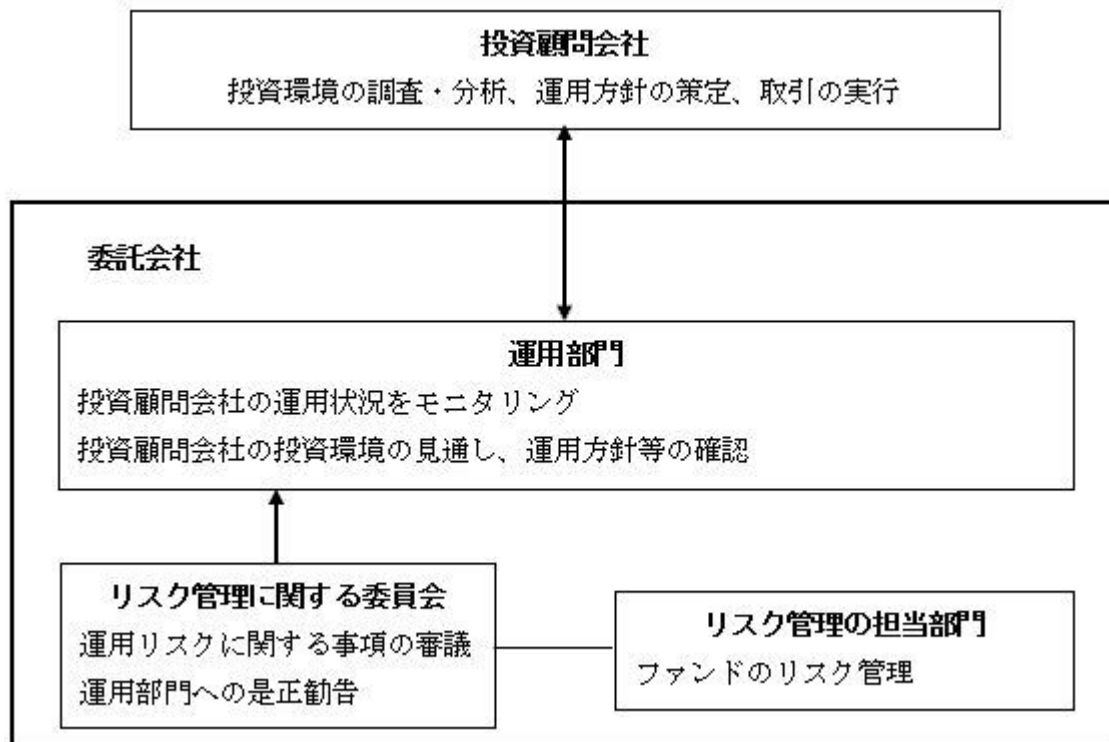 投資顧問会社
投資環境の調査・分析、運用方針の策定、取引の実行
委託会社
運用部門
投資顧問会社の運用状況をモニタリング
投資顧問会社の投資環境の見通し、運用方針等の確認
リスク管理に関する委員会
運用リスクに関する事項の審議
運用部門への是正勧告
リスク管理の担当部門
ファンドのリスク管理